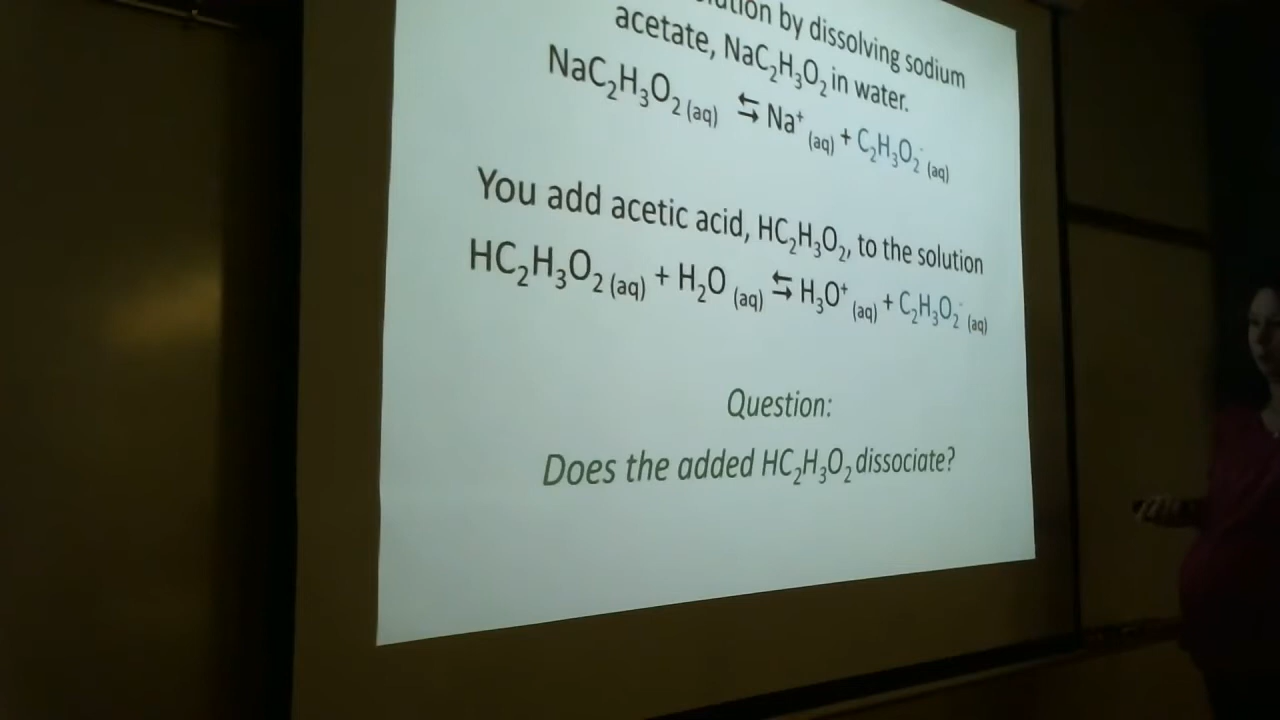 by dissolving sodium
acetate, NaC₂H₃O₂ in water.
NaC₂H₃O₂ (aq) ⇆ Na⁺ (aq) + C₂H₃O₂⁻ (aq)
You add acetic acid, HC₂H₃O₂, to the solution
HC₂H₃O₂ (aq) + H₂O (aq) ⇆ H₃O⁺ (aq) + C₂H₃O₂⁻ (aq)
Question:
Does the added HC₂H₃O₂ dissociate?